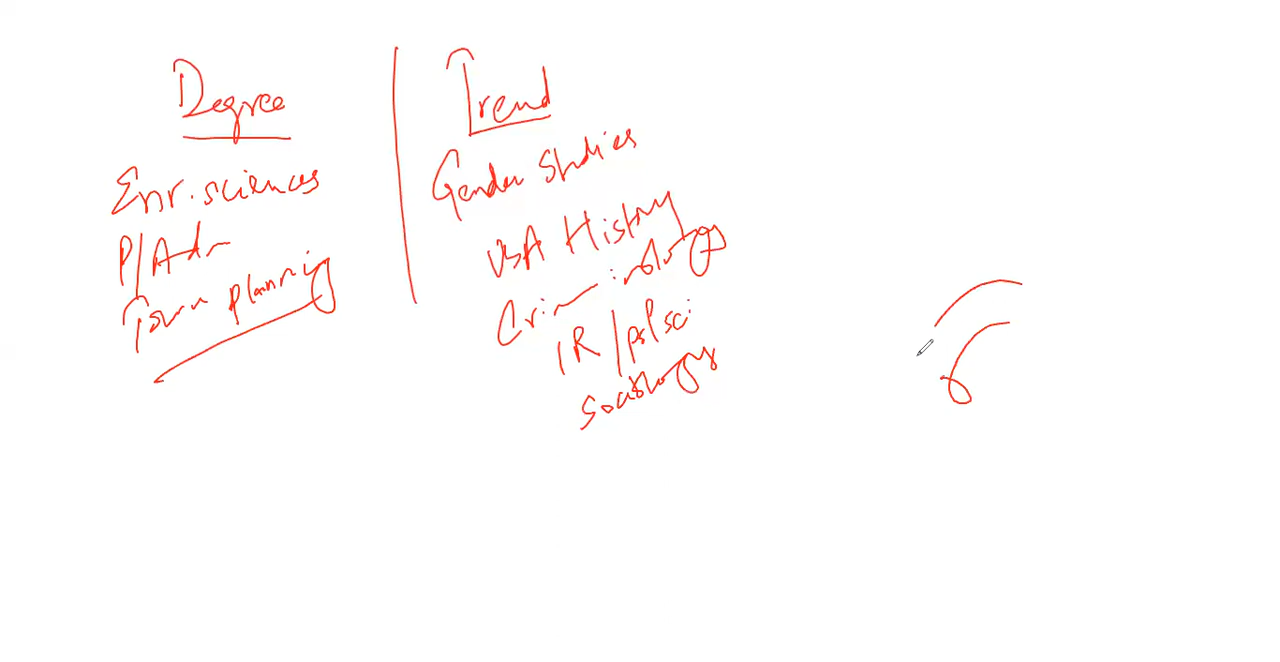 Degree
Env. sciences
P/Adm
Town planning
Trend
Gender Studies
USA History
Criminology
IR/pol sci
Sociology